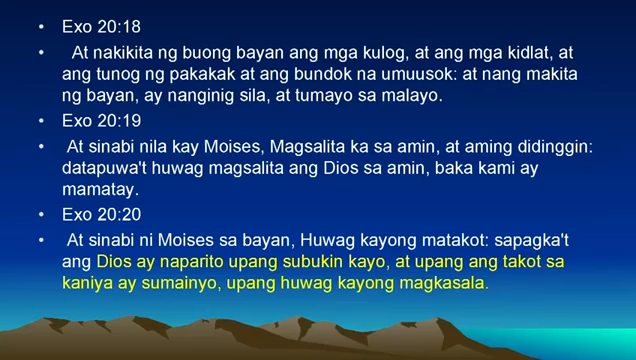 • Exo 20:18
• At nakikita ng buong bayan ang mga kulog, at ang mga kidlat, at
ang tunog ng pakakak at ang bundok na umuusok: at nang makita
ng bayan, ay nanginig sila, at tumayo sa malayo.
• Exo 20:19
• At sinabi nila kay Moises, Magsalita ka sa amin, at aming didinggin:
datapuwa't huwag magsalita ang Dios sa amin, baka kami ay
mamatay.
• Exo 20:20
• At sinabi ni Moises sa bayan, Huwag kayong matakot: sapagka't
ang Dios ay naparito upang subukin kayo, at upang ang takot sa
kaniya ay sumainyo, upang huwag kayong magkasala.